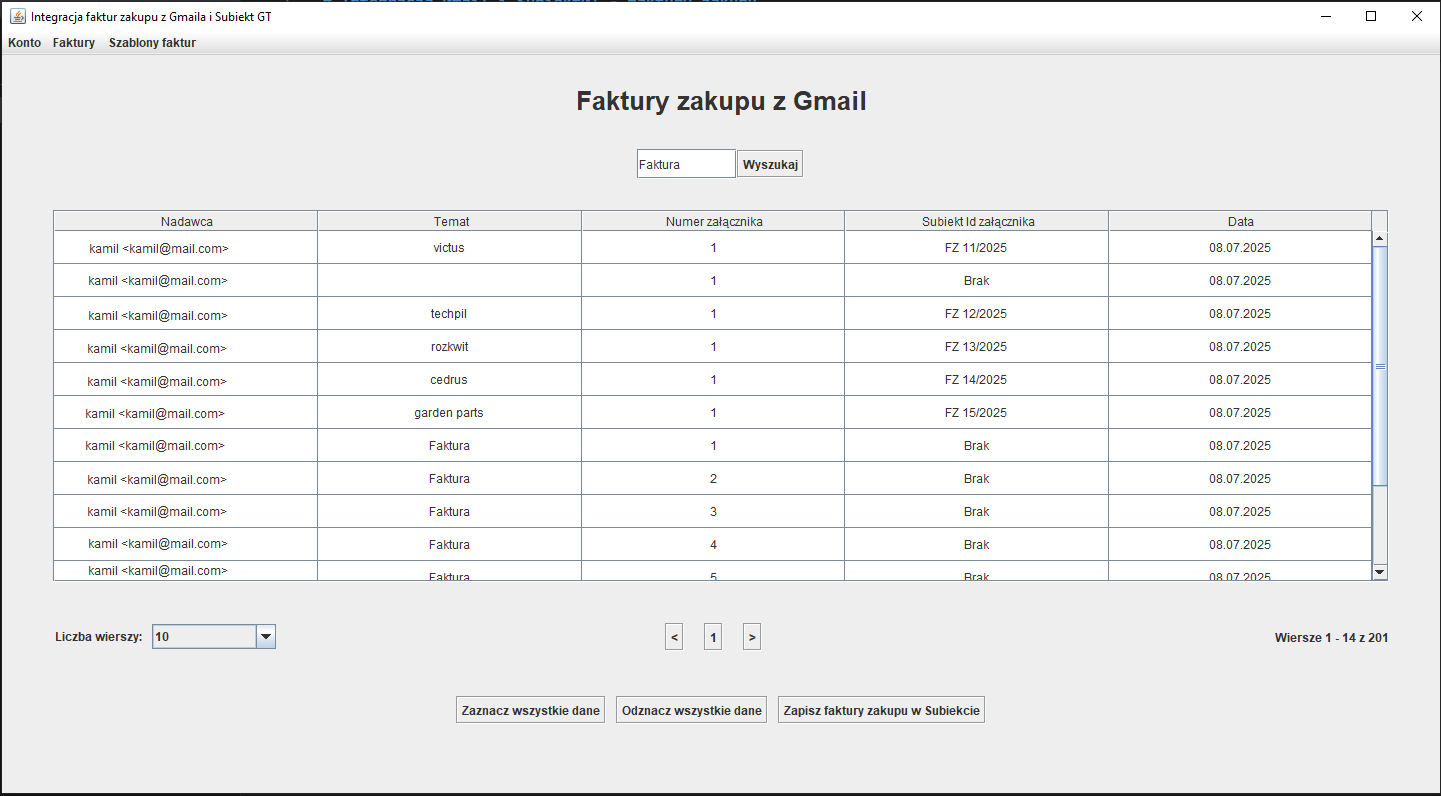 Integracja faktur zakupu z Gmaila i Subiekt GT
Konto Faktury Szablony faktur
Faktury zakupu z Gmail
Faktura Wyszukaj
Nadawca Temat Numer załącznika Subiekt Id załącznika Data
kamil <kamil@mail.com> victus 1 FZ 11/2025 08.07.2025
kamil <kamil@mail.com> 1 Brak 08.07.2025
kamil <kamil@mail.com> techpil 1 FZ 12/2025 08.07.2025
kamil <kamil@mail.com> rozkwit 1 FZ 13/2025 08.07.2025
kamil <kamil@mail.com> cedrus 1 FZ 14/2025 08.07.2025
kamil <kamil@mail.com> garden parts 1 FZ 15/2025 08.07.2025
kamil <kamil@mail.com> Faktura 1 Brak 08.07.2025
kamil <kamil@mail.com> Faktura 2 Brak 08.07.2025
kamil <kamil@mail.com> Faktura 3 Brak 08.07.2025
kamil <kamil@mail.com> Faktura 4 Brak 08.07.2025
kamil <kamil@mail.com> Faktura 5 Brak 08.07.2025
Liczba wierszy: 10 < 1 > Wiersze 1 - 14 z 201
Zaznacz wszystkie dane Odznacz wszystkie dane Zapisz faktury zakupu w Subiekcie